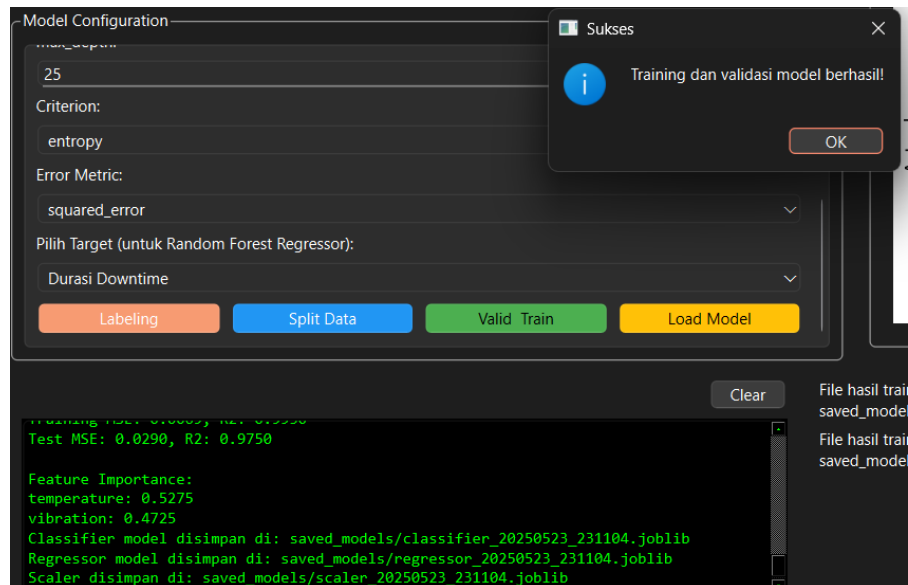 Model Configuration
Sukses
max_depth:
Training dan validasi model berhasil!
25
Criterion:
OK
entropy
Error Metric:
squared_error
Pilih Target (untuk Random Forest Regressor):
Durasi Downtime
Labeling
Split Data
Valid Train
Load Model
Clear
File hasil trai
saved_model
File hasil trai
saved_model
Test MSE: 0.0290, R2: 0.9750
Feature Importance:
temperature: 0.5275
vibration: 0.4725
Classifier model disimpan di: saved_models/classifier_20250523_231104.joblib
Regressor model disimpan di: saved_models/regressor_20250523_231104.joblib
Scaler disimpan di: saved_models/scaler_20250523_231104.joblib